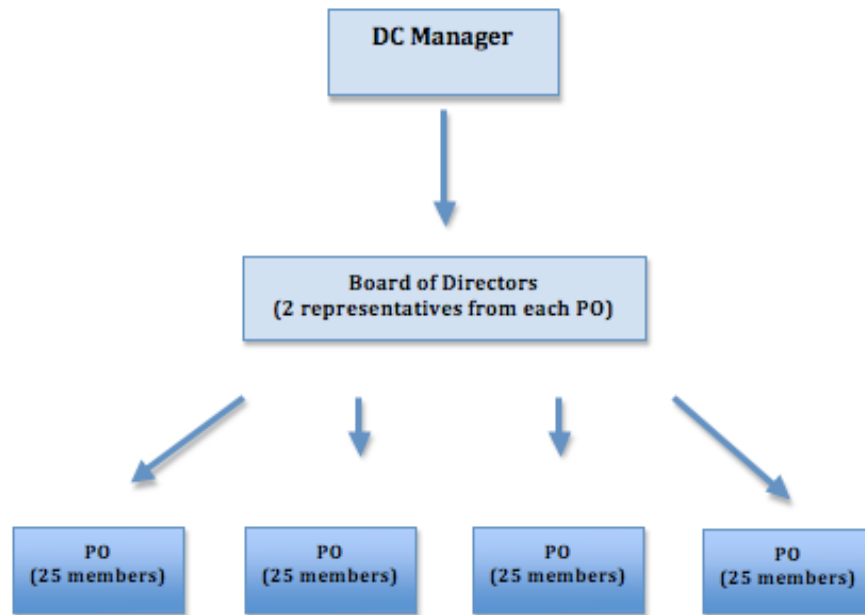 DC Manager
Board of Directors
(2 representatives from each PO)
PO
(25 members)
PO
(25 members)
PO
(25 members)
PO
(25 members)